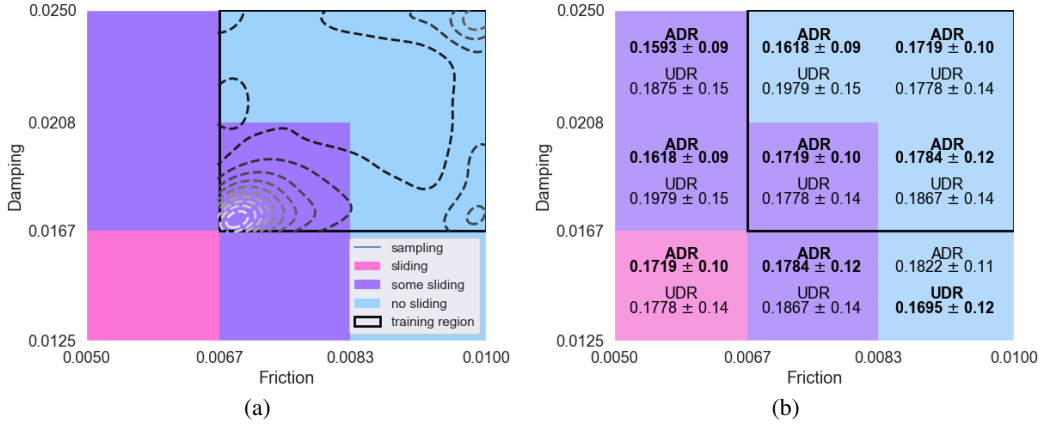 0.0250
0.0208
0.0167
0.0125
Damping
0.0050
0.0067
0.0083
0.0100
Friction
sampling
sliding
some sliding
no sliding
training region
(a)
0.0250
0.0208
0.0167
0.0125
Damping
ADR
0.1593 ± 0.09
UDR
0.1875 ± 0.15
ADR
0.1618 ± 0.09
UDR
0.1979 ± 0.15
ADR
0.1719 ± 0.10
UDR
0.1778 ± 0.14
ADR
0.1618 ± 0.09
UDR
0.1979 ± 0.15
ADR
0.1719 ± 0.10
UDR
0.1778 ± 0.14
ADR
0.1784 ± 0.12
UDR
0.1867 ± 0.14
ADR
0.1719 ± 0.10
UDR
0.1778 ± 0.14
ADR
0.1784 ± 0.12
UDR
0.1867 ± 0.14
ADR
0.1822 ± 0.11
UDR
0.1695 ± 0.12
0.0050
0.0067
0.0083
0.0100
Friction
(b)